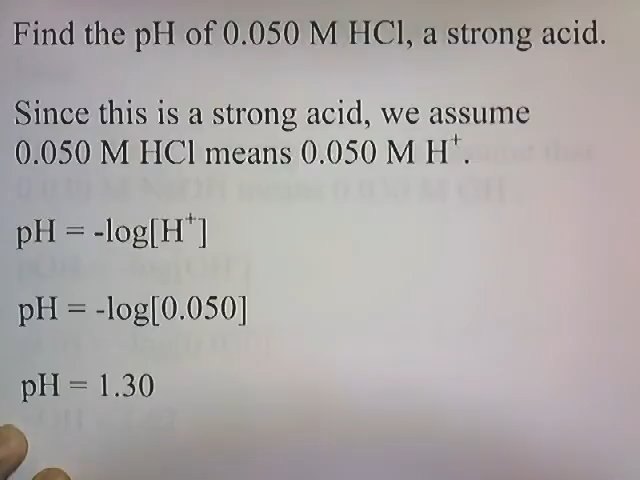 Find the pH of 0.050 M HCl, a strong acid.
Since this is a strong acid, we assume
0.050 M HCl means 0.050 M H⁺.
pH = -log[H⁺]
pH = -log[0.050]
pH = 1.30